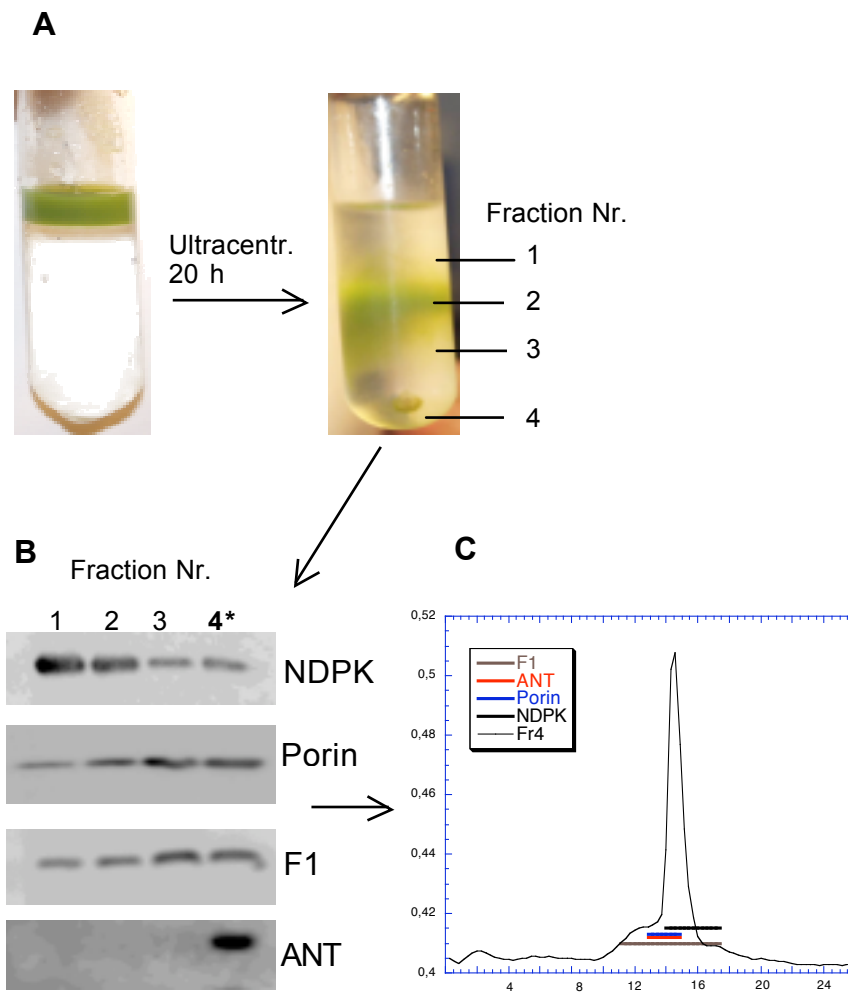 A
Fraction Nr.
Ultracentr.
20 h
1
2
3
4
B
Fraction Nr.
1 2 3 4*
NDPK
Porin
F1
ANT
C
0,52
0,5
0,48
0,46
0,44
0,42
0,4
F1
ANT
Porin
NDPK
Fr4
4 8 12 16 20 24